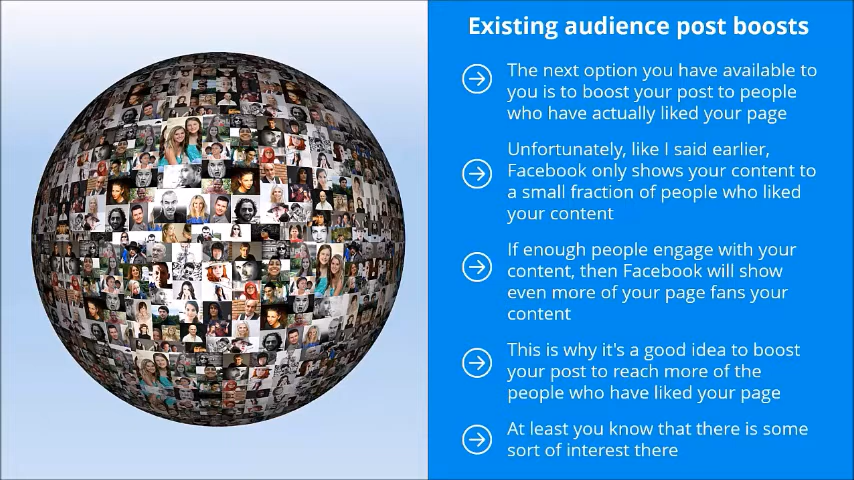 Existing audience post boosts
The next option you have available to
you is to boost your post to people
who have actually liked your page
Unfortunately, like I said earlier,
Facebook only shows your content to
a small fraction of people who liked
your content
If enough people engage with your
content, then Facebook will show
even more of your page fans your
content
This is why it's a good idea to boost
your post to reach more of the
people who have liked your page
At least you know that there is some
sort of interest there